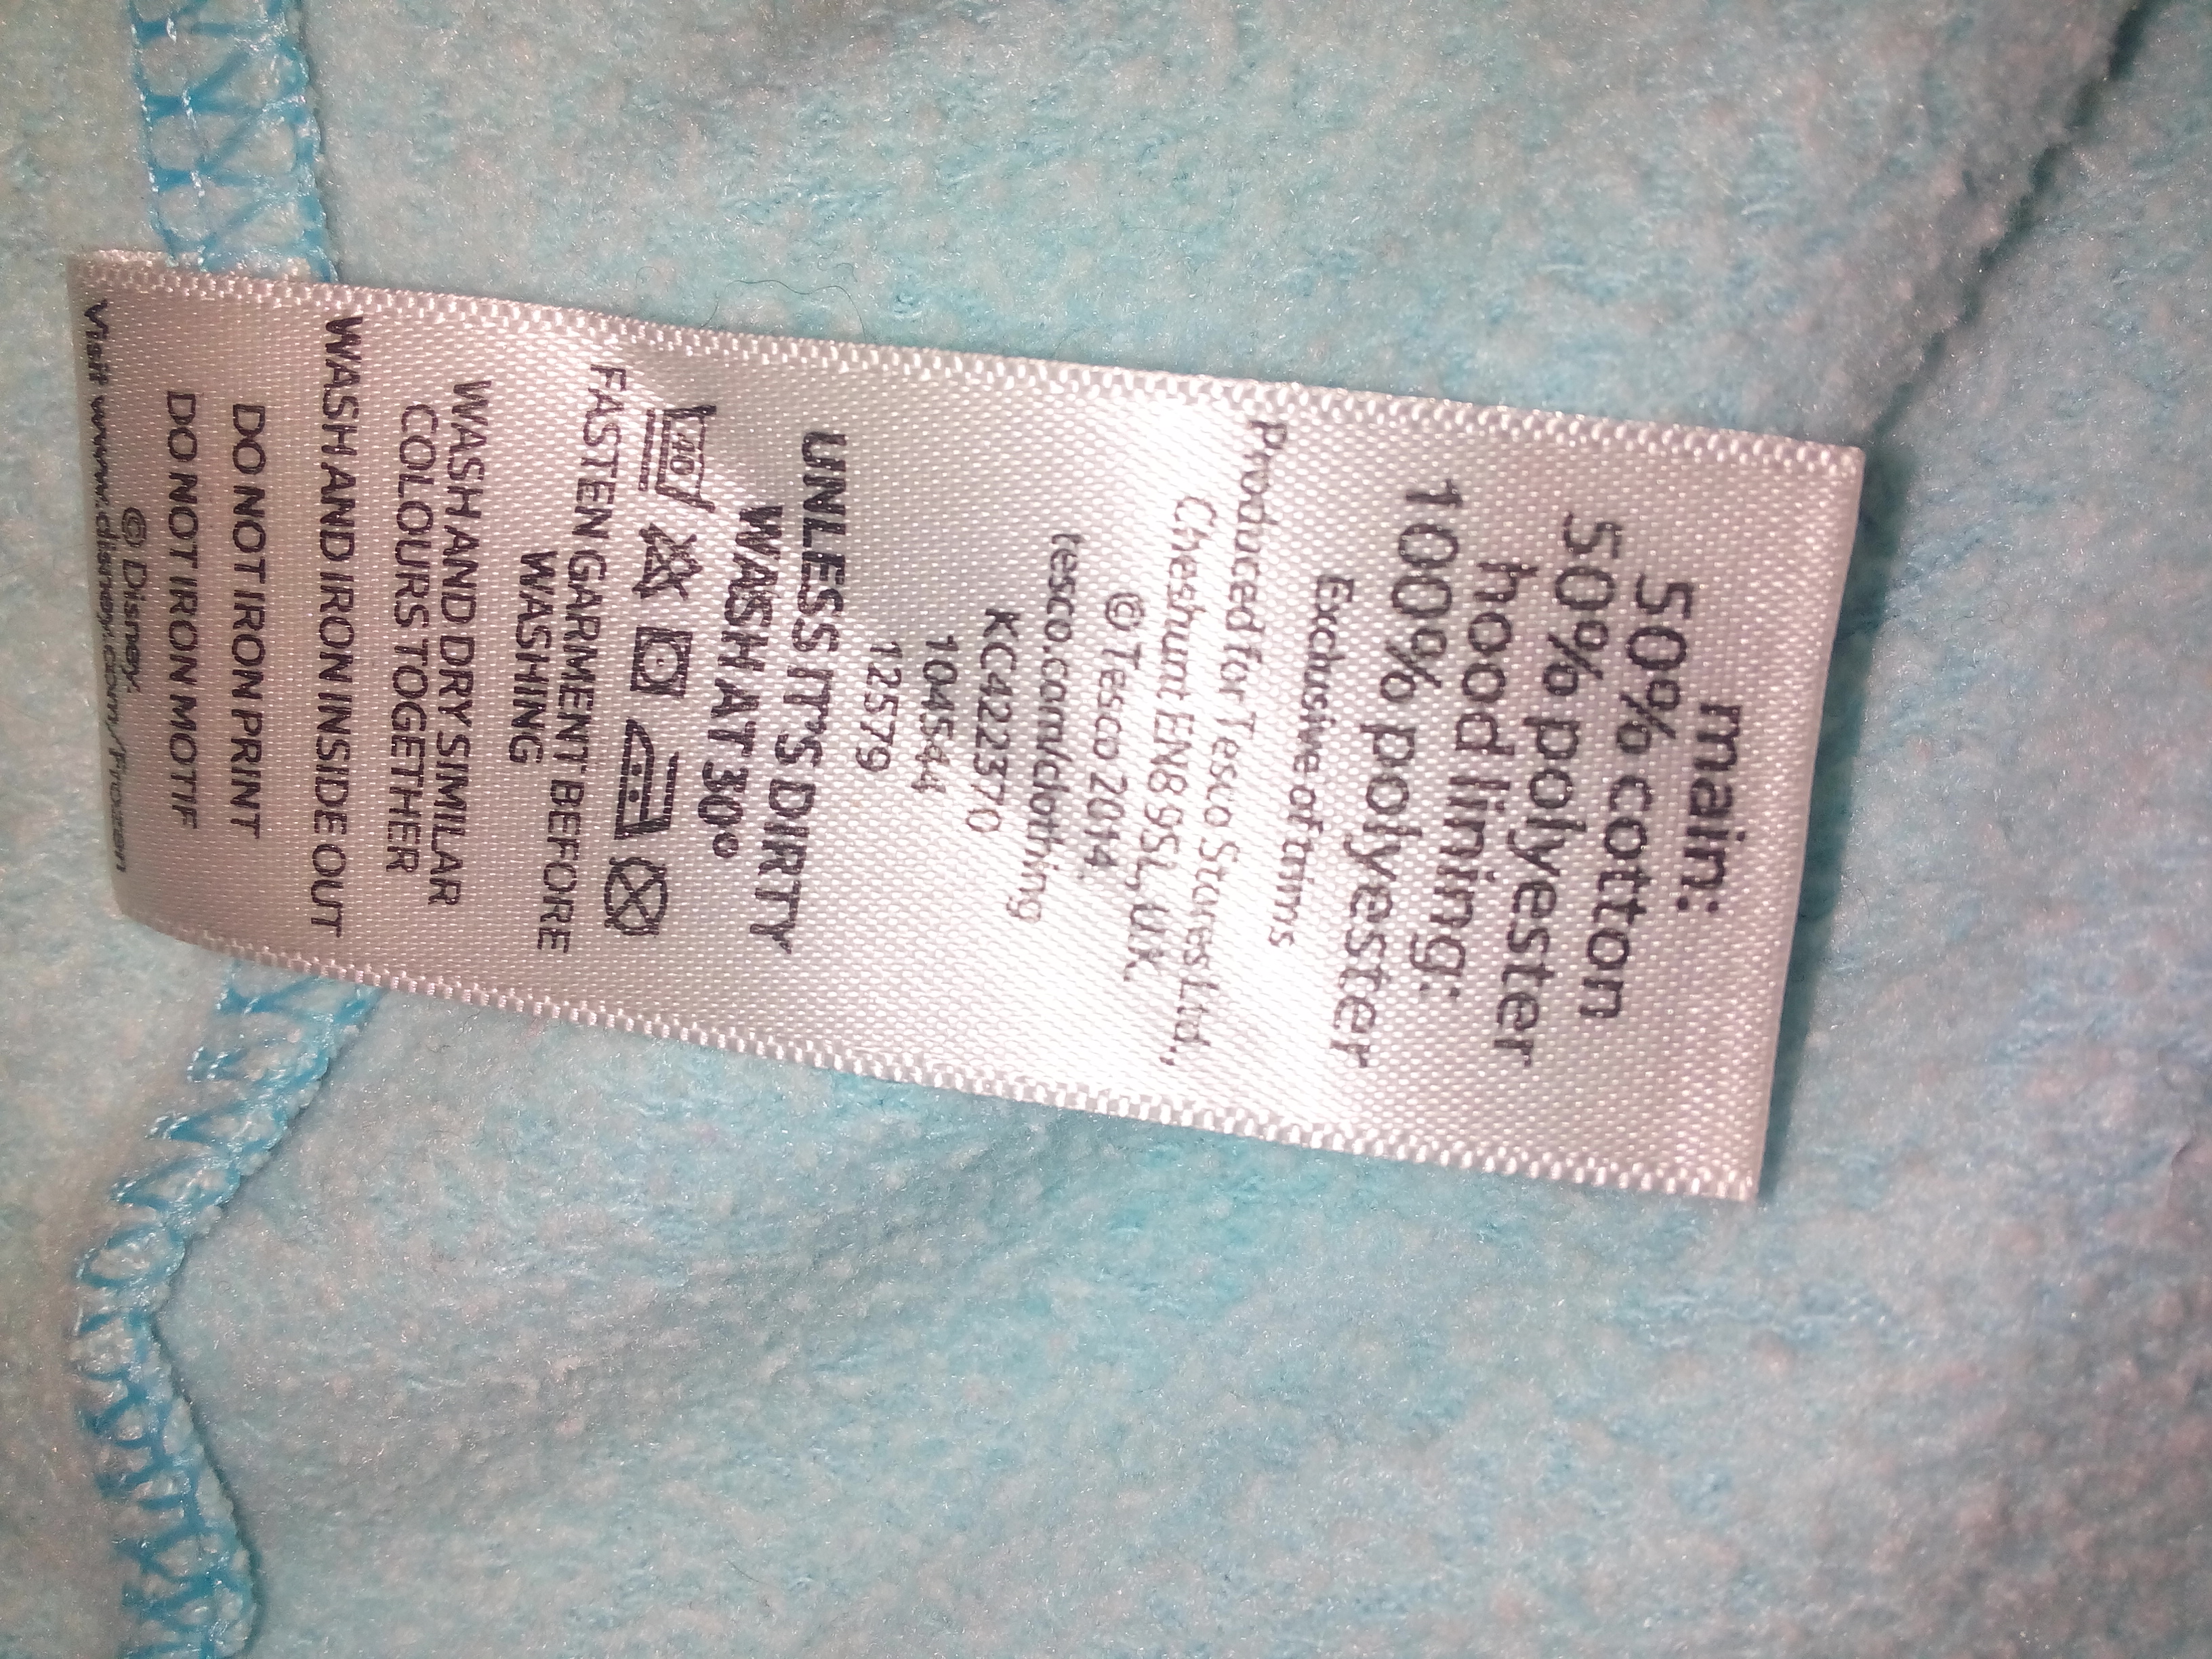 main:
50% cotton
50% polyester
hood lining:
100% polyester
Exclusive of trims
Produced for Tesco Stores Ltd.,
Cheshunt EN8 9SL, U.K.
© Tesco 2014
tesco.com/clothing
KC422370
104544
12579
UNLESS IT'S DIRTY
WASH AT 30°
40
FASTEN GARMENT BEFORE
WASHING
WASH AND DRY SIMILAR
COLOURS TOGETHER
WASH AND IRON INSIDE OUT
DO NOT IRON PRINT
DO NOT IRON MOTIF
© Disney.
Visit www.disney.com/Frozen